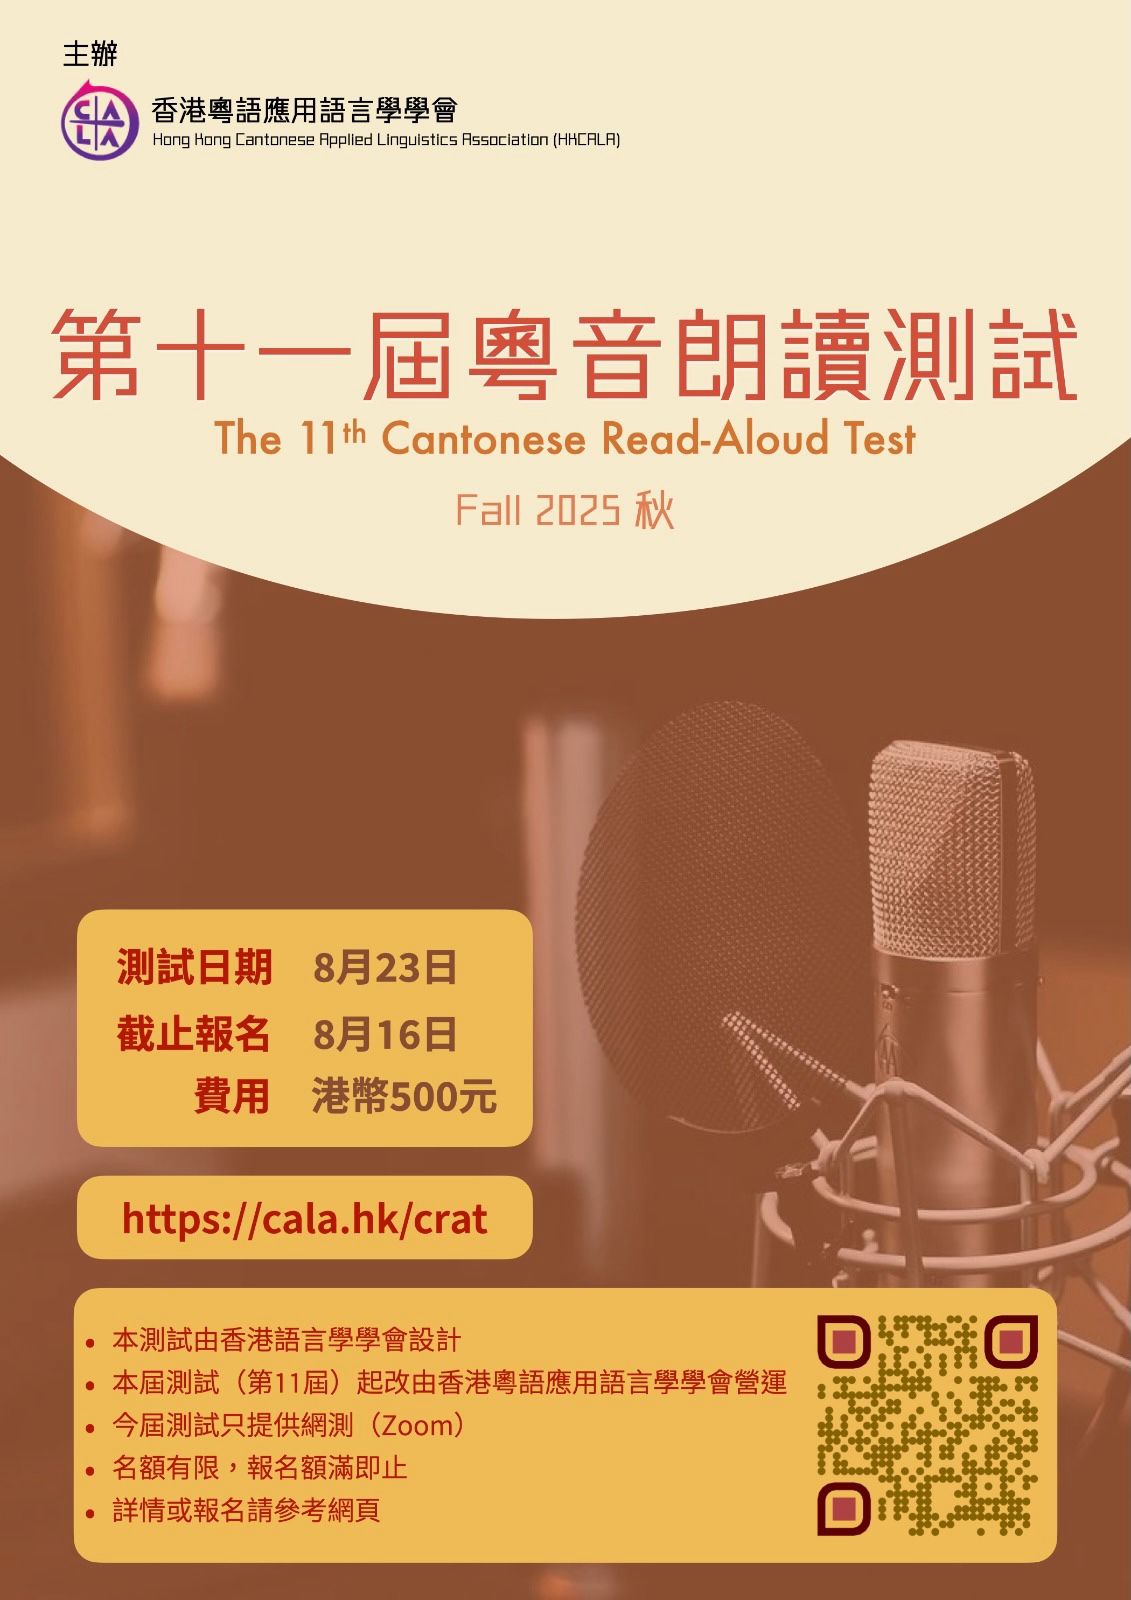 主辦
CALA
香港粵語應用語言學學會
Hong Kong Cantonese Applied Linguistics Association (HKCALA)
第十一屆粵音朗讀測試
The 11th Cantonese Read-Aloud Test
Fall 2025 秋
測試日期 8月23日
截止報名 8月16日
費用 港幣500元
https://cala.hk/crat
• 本測試由香港語言學學會設計
• 本屆測試（第11屆）起改由香港粵語應用語言學學會營運
• 今屆測試只提供網測（Zoom）
• 名額有限，報名額滿即止
• 詳情或報名請參考網頁